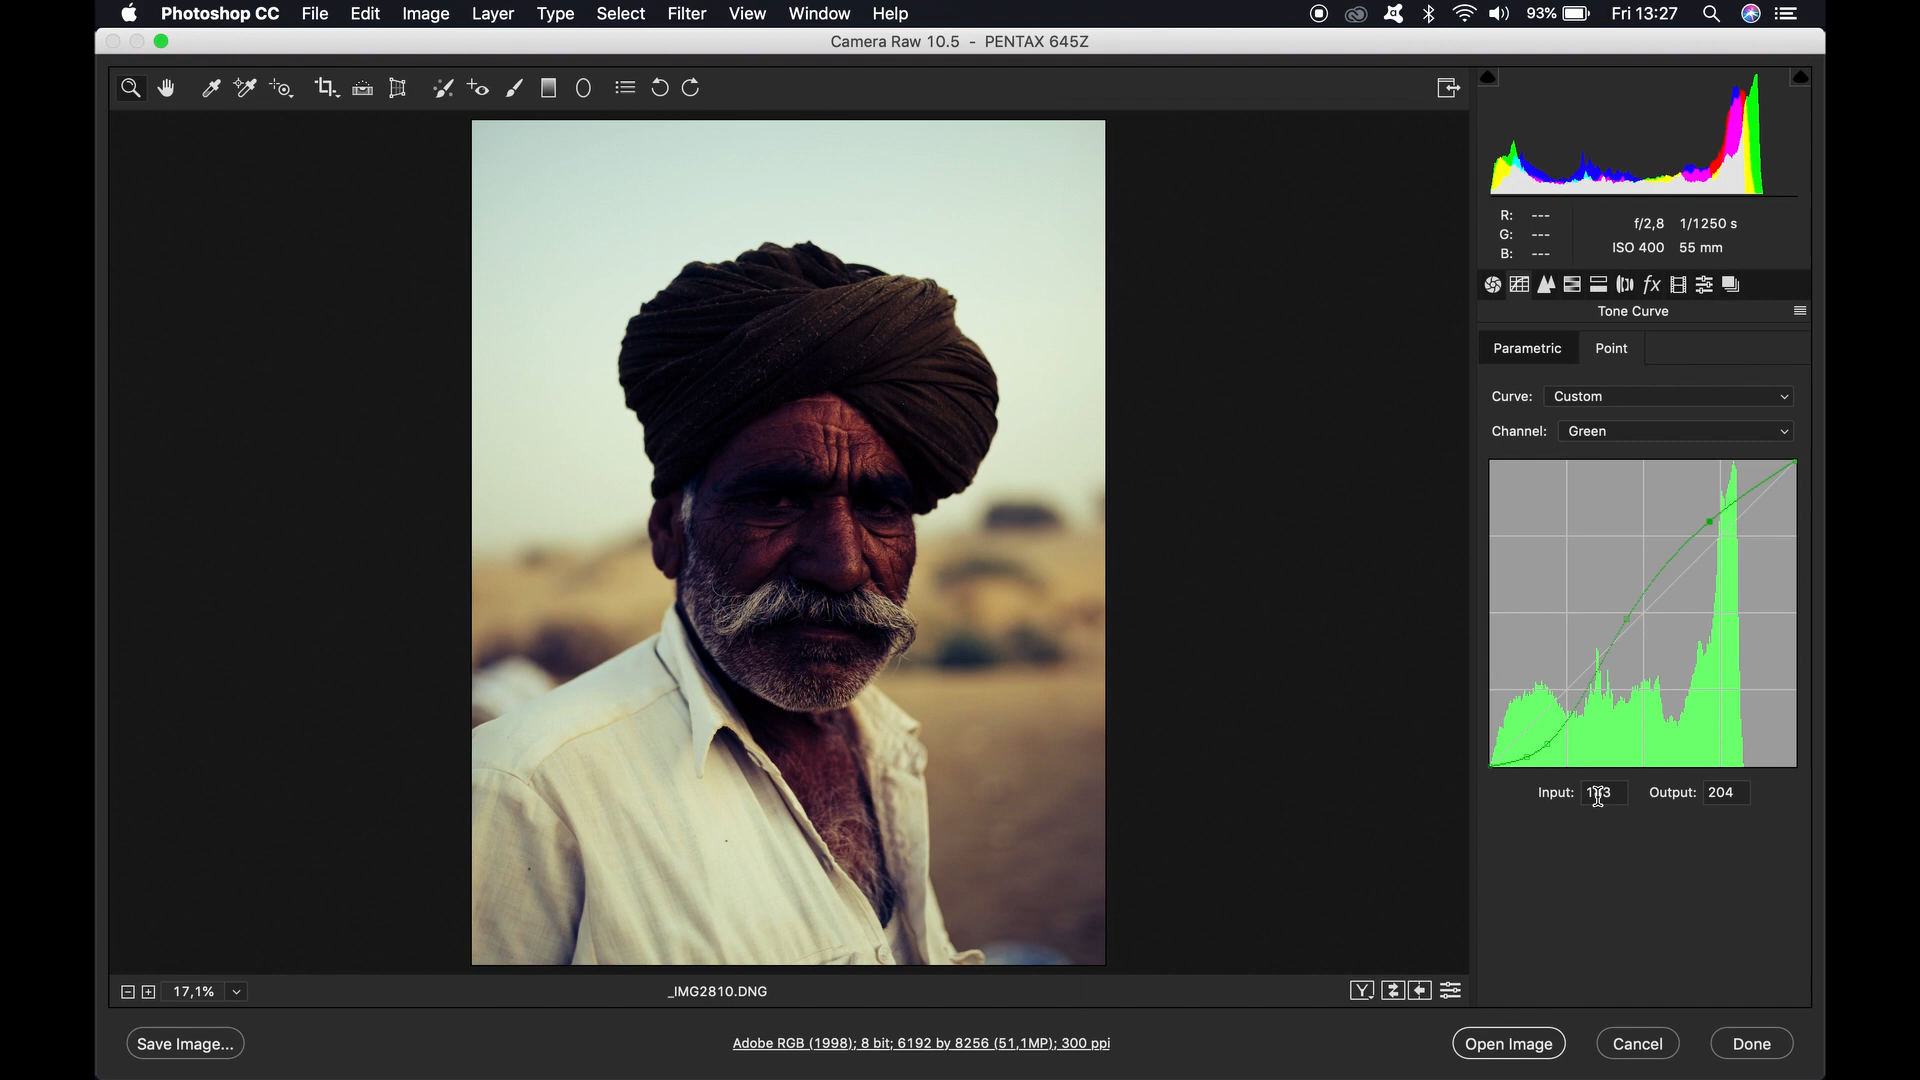 Photoshop CC File Edit Image Layer Type Select Filter View Window Help 93% Fri 13:27
Camera Raw 10.5 - PENTAX 645Z
R: ---
G: ---
B: ---
f/2,8 1/1250 s
ISO 400 55 mm
fx
Tone Curve
Parametric Point
Curve: Custom
Channel: Green
Input: Output: 204
17,1% _IMG2810.DNG Y
Save Image... Adobe RGB (1998); 8 bit; 6192 by 8256 (51,1MP); 300 ppi Open Image Cancel Done